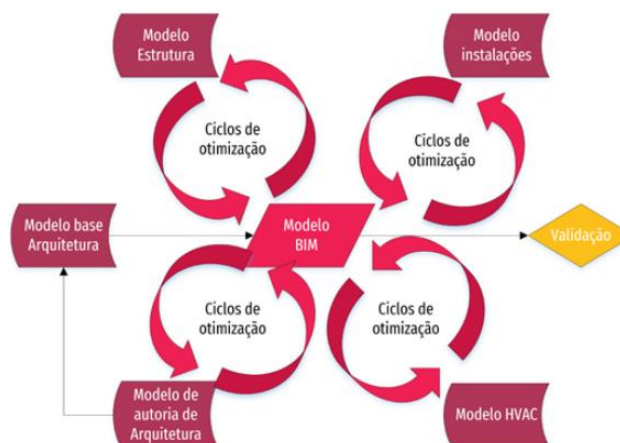 Modelo
Estrutura
Modelo
instalações
Ciclos de
otimização
Ciclos de
otimização
Modelo base
Arquitetura
Modelo
BIM
Validação
Ciclos de
otimização
Ciclos de
otimização
Modelo de
autoria de
Arquitetura
Modelo HVAC